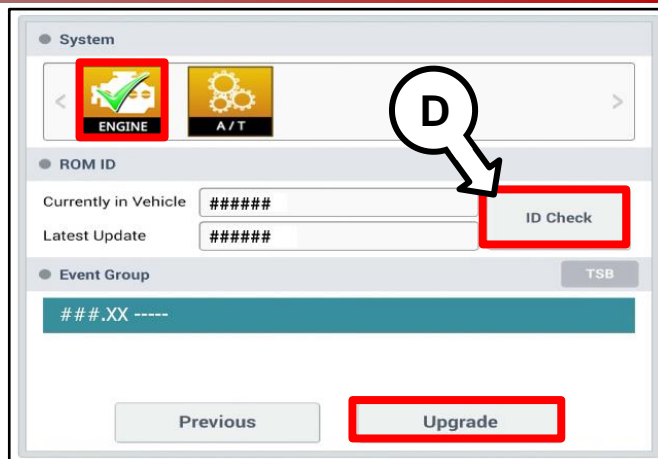 System
ENGINE
A/T
D
ROM ID
Currently in Vehicle ######
ID Check
Latest Update ######
Event Group
TSB
###.XX -----
Previous
Upgrade